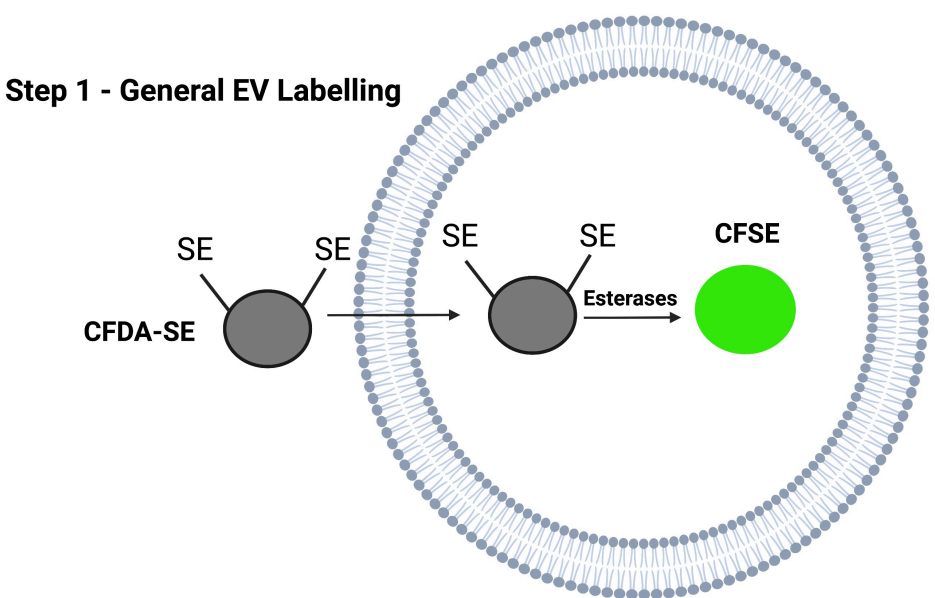 Step 1 - General EV Labelling
SE
SE
SE
SE
CFSE
CFDA-SE
Esterases